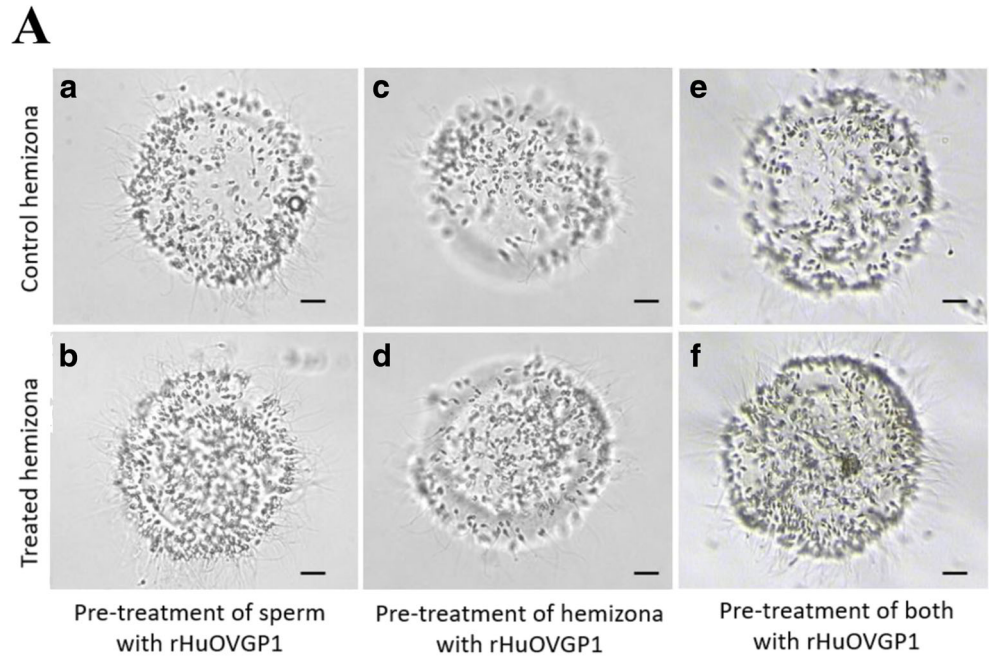 A
a
c
e
Control hemizona
b
d
f
Treated hemizona
Pre-treatment of sperm
with rHuOVGP1
Pre-treatment of hemizona
with rHuOVGP1
Pre-treatment of both
with rHuOVGP1